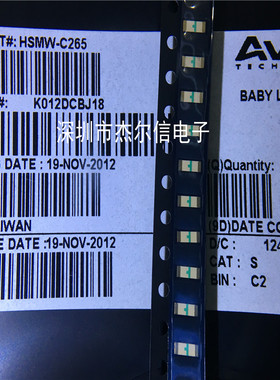 T#: HSMW-C265
AV
TECH
#: K012DCBJ18
BABY L
深圳市杰尔信电子
DATE : 19-NOV-2012
(Q)Quantity:
IWAN
(9D)DATE CO
E DATE :19-NOV-2012
D/C : 124
CAT : S
BIN : C2